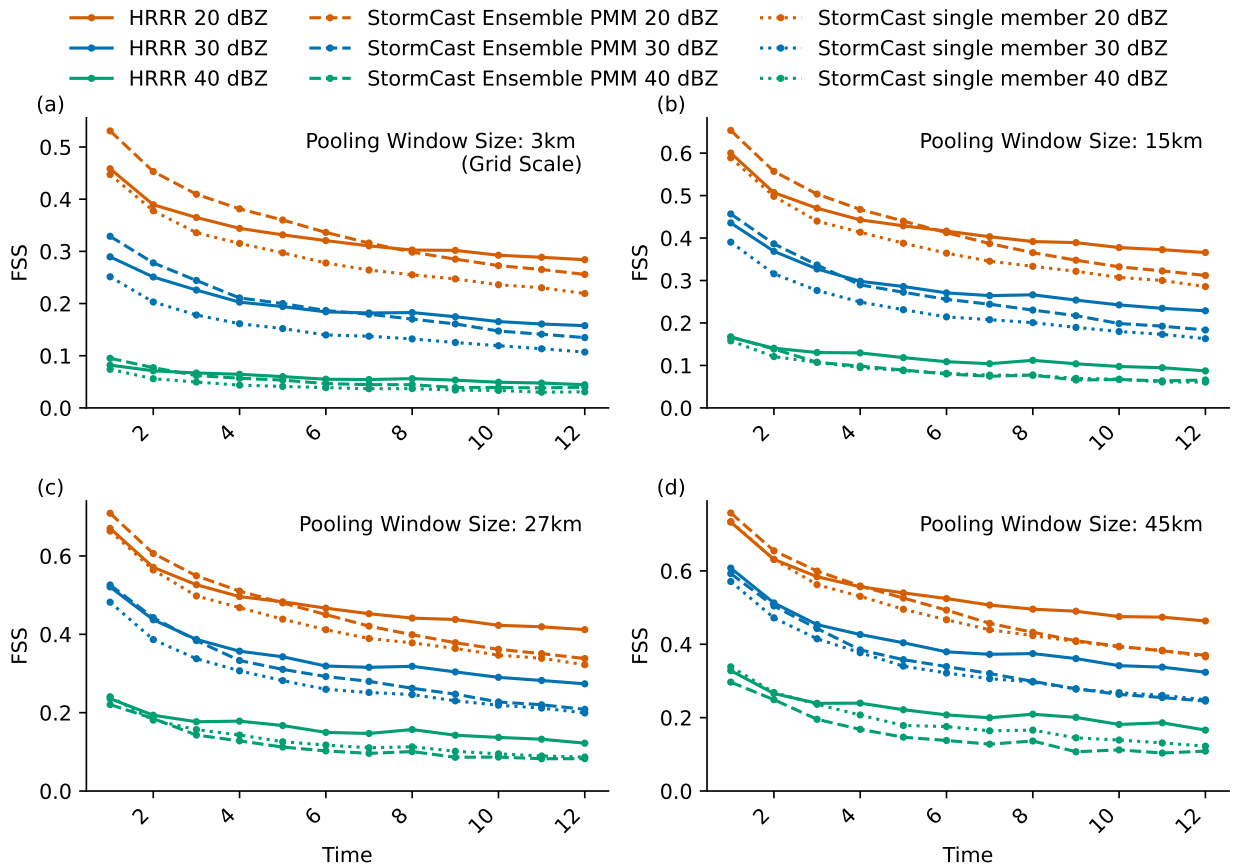 HRRR 20 dBZ
HRRR 30 dBZ
HRRR 40 dBZ
StormCast Ensemble PMM 20 dBZ
StormCast Ensemble PMM 30 dBZ
StormCast Ensemble PMM 40 dBZ
StormCast single member 20 dBZ
StormCast single member 30 dBZ
StormCast single member 40 dBZ
(a)
Pooling Window Size: 3km
(Grid Scale)
FSS
0.5
0.4
0.3
0.2
0.1
0.0
2
4
6
8
10
12
(b)
Pooling Window Size: 15km
FSS
0.6
0.5
0.4
0.3
0.2
0.1
0.0
2
4
6
8
10
12
(c)
Pooling Window Size: 27km
FSS
0.6
0.4
0.2
0.0
2
4
6
8
10
12
Time
(d)
Pooling Window Size: 45km
FSS
0.6
0.4
0.2
0.0
2
4
6
8
10
12
Time